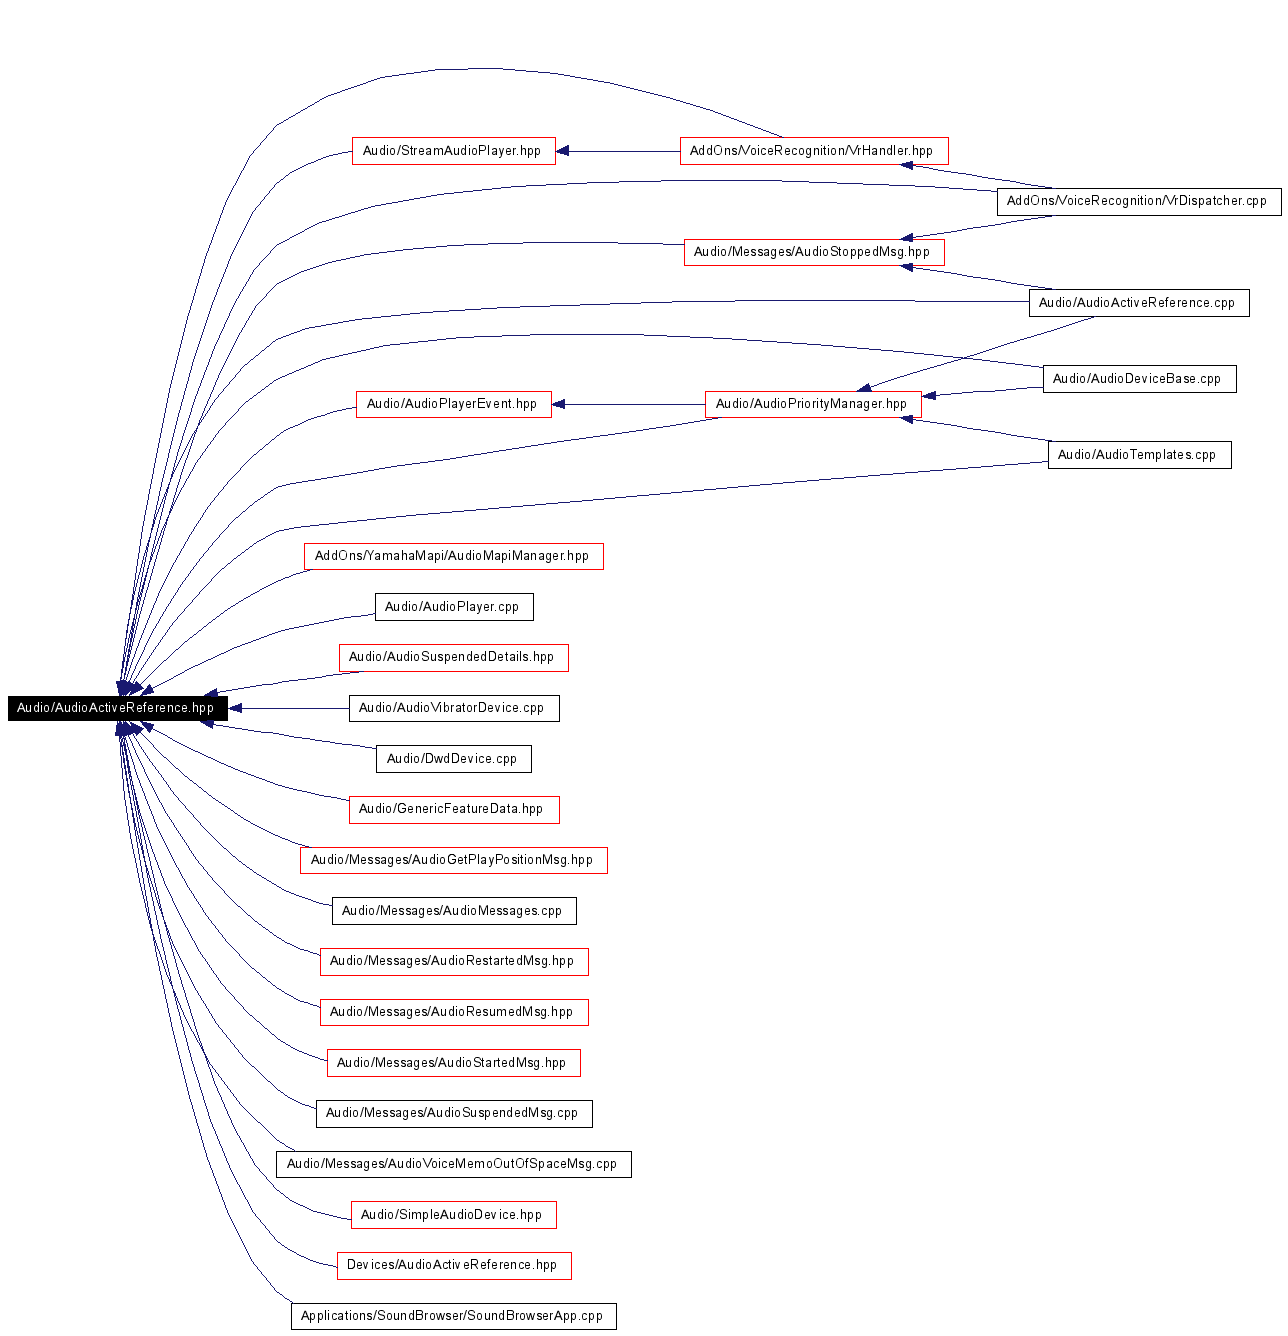 Audio/StreamAudioPlayer.hpp
AddOns/VoiceRecognition/VrHandler.hpp
AddOns/VoiceRecognition/VrDispatcher.cpp
Audio/Messages/AudioStoppedMsg.hpp
Audio/AudioActiveReference.cpp
Audio/AudioDeviceBase.cpp
Audio/AudioPlayerEvent.hpp
Audio/AudioPriorityManager.hpp
Audio/AudioTemplates.cpp
AddOns/YamahaMapi/AudioMapiManager.hpp
Audio/AudioPlayer.cpp
Audio/AudioSuspendedDetails.hpp
Audio/AudioActiveReference.hpp
Audio/AudioVibratorDevice.cpp
Audio/DwdDevice.cpp
Audio/GenericFeatureData.hpp
Audio/Messages/AudioGetPlayPositionMsg.hpp
Audio/Messages/AudioMessages.cpp
Audio/Messages/AudioRestartedMsg.hpp
Audio/Messages/AudioResumedMsg.hpp
Audio/Messages/AudioStartedMsg.hpp
Audio/Messages/AudioSuspendedMsg.cpp
Audio/Messages/AudioVoiceMemoOutOfSpaceMsg.cpp
Audio/SimpleAudioDevice.hpp
Devices/AudioActiveReference.hpp
Applications/SoundBrowser/SoundBrowserApp.cpp